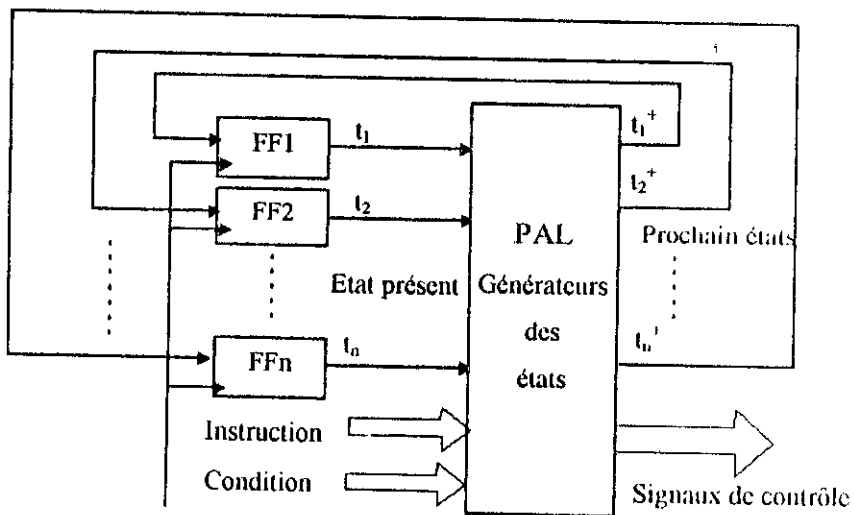 FF1
t₁
t₁⁺
FF2
t₂
t₂⁺
PAL
Prochain états
Etat présent
Générateurs
des
états
FFn
tₙ
tₙ⁺
Instruction
Condition
Signaux de contrôle